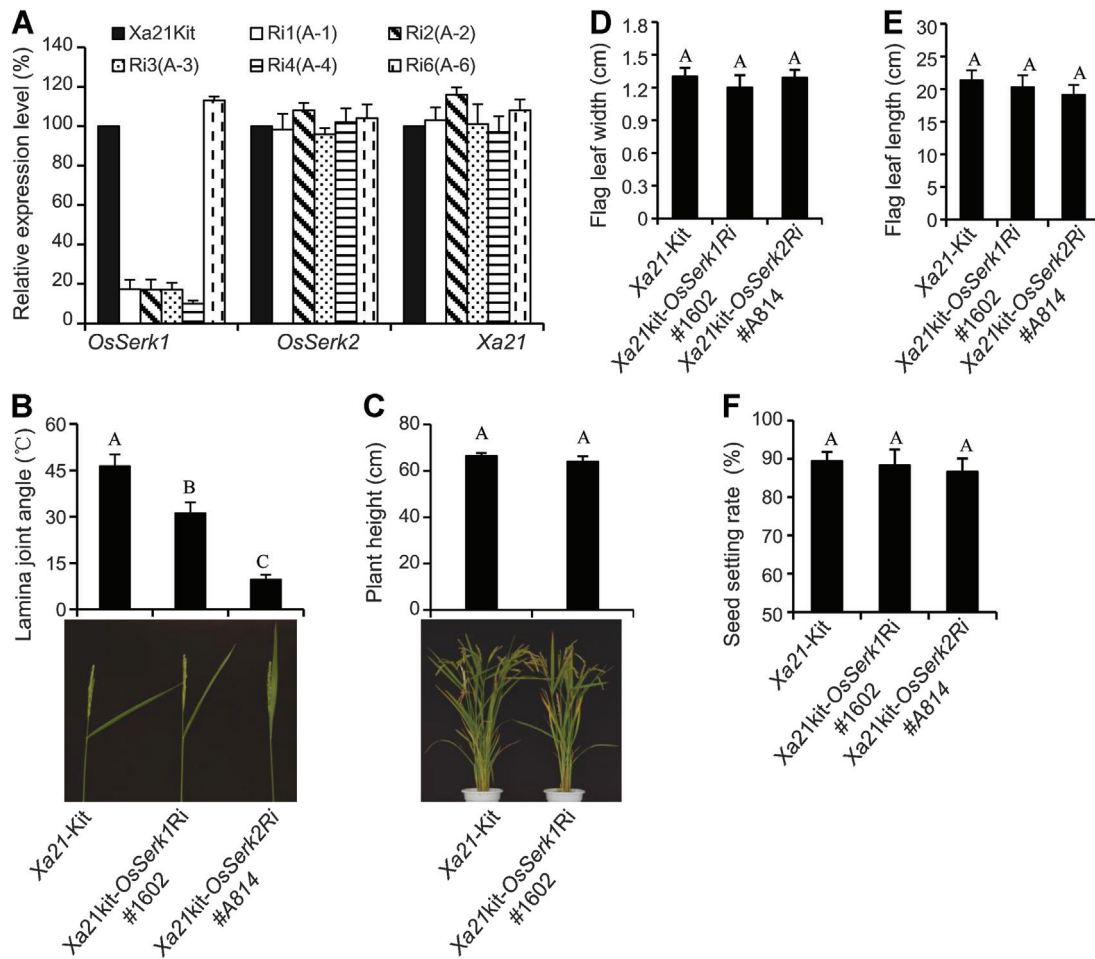 A
Xa21Kit
Ri1(A-1)
Ri2(A-2)
Ri3(A-3)
Ri4(A-4)
Ri6(A-6)
Relative expression level (%)
140
120
100
80
60
40
20
0
OsSerk1
OsSerk2
Xa21
D
Flag leaf width (cm)
1.8
1.5
1.2
0.9
0.6
0.3
0
A
A
A
Xa21-Kit
Xa21kit-OsSerk1Ri
#1602
Xa21kit-OsSerk2Ri
#A814
E
Flag leaf length (cm)
30
25
20
15
10
5
0
A
A
A
Xa21-Kit
Xa21kit-OsSerk1Ri
#1602
Xa21kit-OsSerk2Ri
#A814
B
Lamina joint angle (℃)
60
45
30
15
0
A
B
C
Xa21-Kit
Xa21kit-OsSerk1Ri
#1602
Xa21kit-OsSerk2Ri
#A814
C
Plant height (cm)
80
60
40
20
0
A
A
Xa21-Kit
Xa21kit-OsSerk1Ri
#1602
F
Seed setting rate (%)
100
90
80
70
60
50
A
A
A
Xa21-Kit
Xa21kit-OsSerk1Ri
#1602
Xa21kit-OsSerk2Ri
#A814